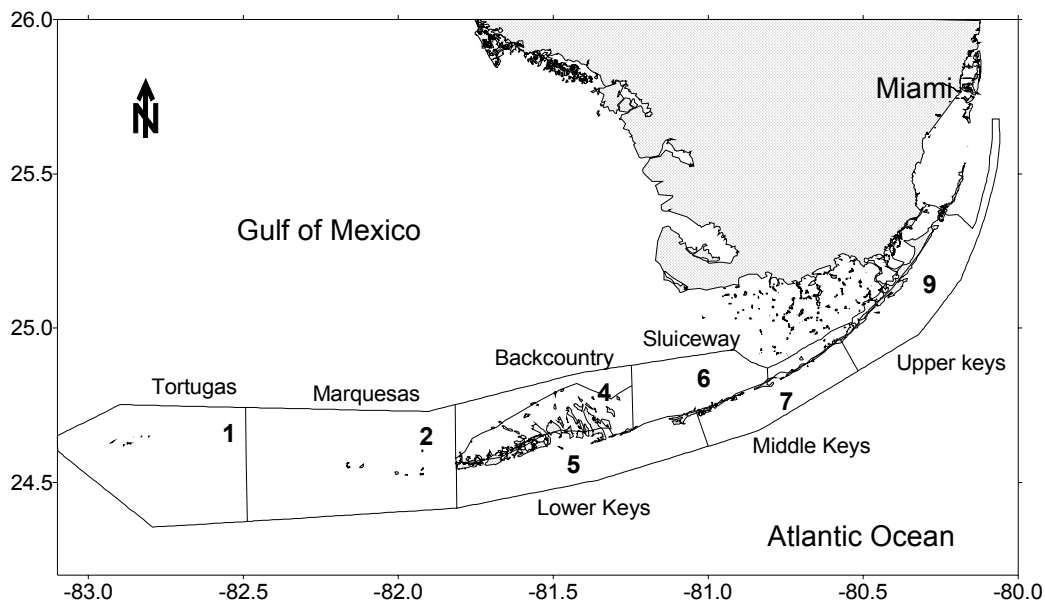 26.0
Miami
N
25.5
Gulf of Mexico
9
25.0
Sluiceway
Backcountry
Upper keys
6
4
Tortugas
Marquesas
7
1
2
Middle Keys
5
24.5
Lower Keys
Atlantic Ocean
-83.0 -82.5 -82.0 -81.5 -81.0 -80.5 -80.0